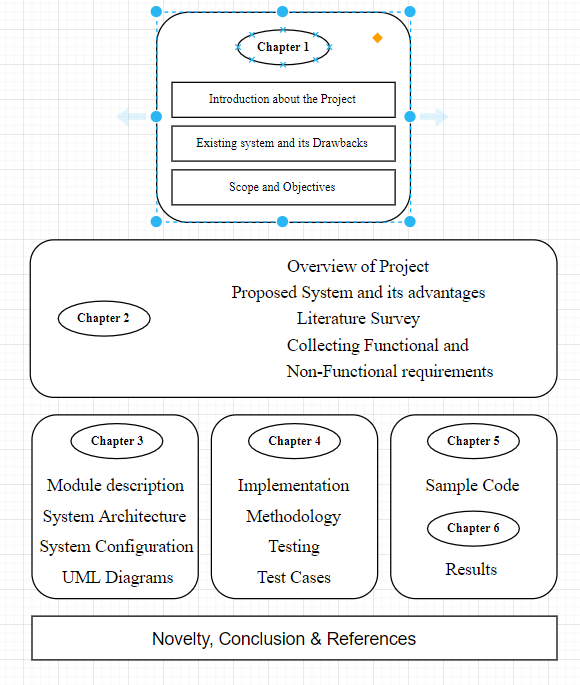 Chapter 1
Introduction about the Project
Existing system and its Drawbacks
Scope and Objectives
Chapter 2
Overview of Project
Proposed System and its advantages
Literature Survey
Collecting Functional and
Non-Functional requirements
Chapter 3
Module description
System Architecture
System Configuration
UML Diagrams
Chapter 4
Implementation
Methodology
Testing
Test Cases
Chapter 5
Sample Code
Chapter 6
Results
Novelty, Conclusion & References